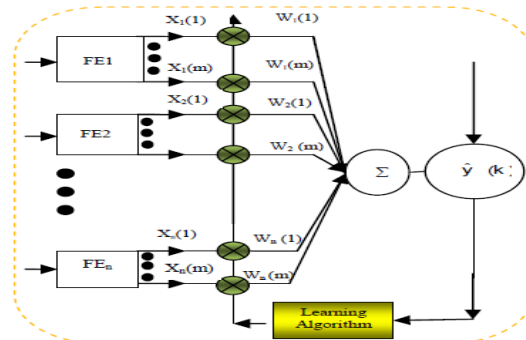 X₁(1)
W₁(1)
FE1
X₁(m)
W₁(m)
X₂(1)
W₂(1)
FE2
W₂(m)
Σ
ŷ (k)
Xₙ(1)
Wₙ(1)
FEₙ
Xₙ(m)
Wₙ(m)
Learning
Algorithm